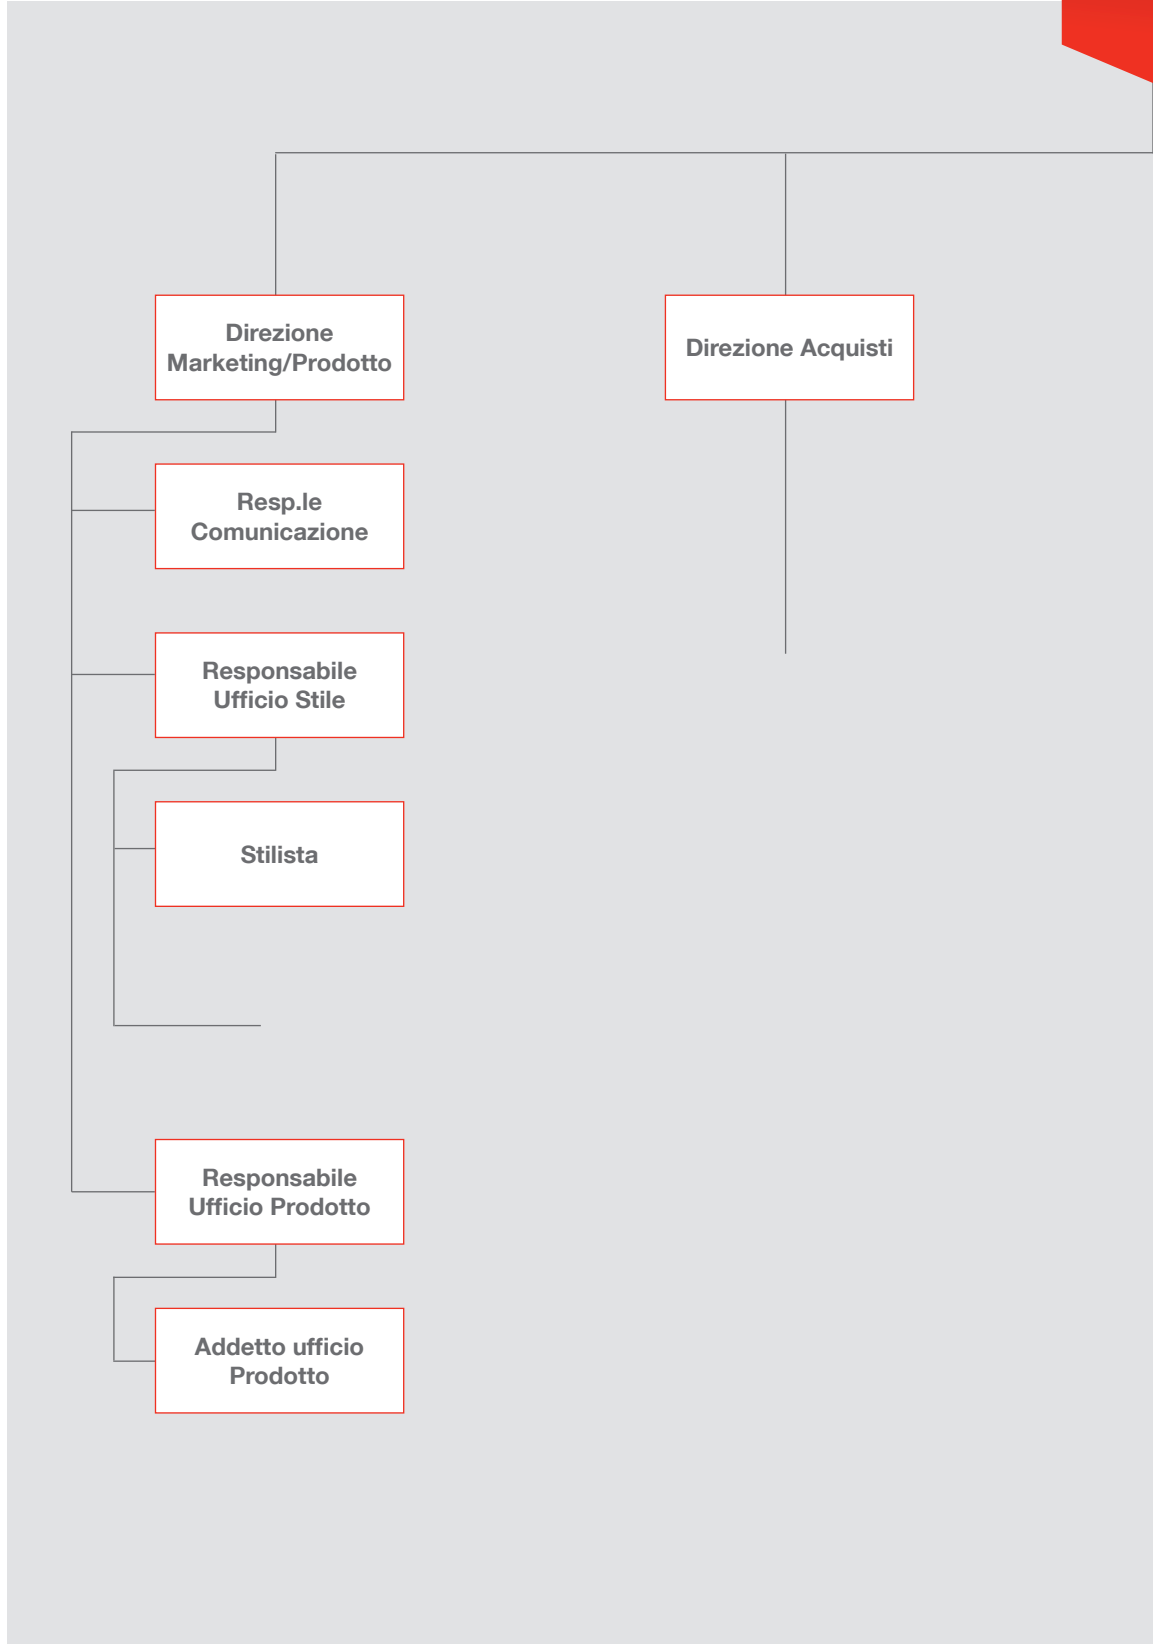 Direzione
Marketing/Prodotto
Direzione Acquisti
Resp.le
Comunicazione
Responsabile
Ufficio Stile
Stilista
Responsabile
Ufficio Prodotto
Addetto ufficio
Prodotto